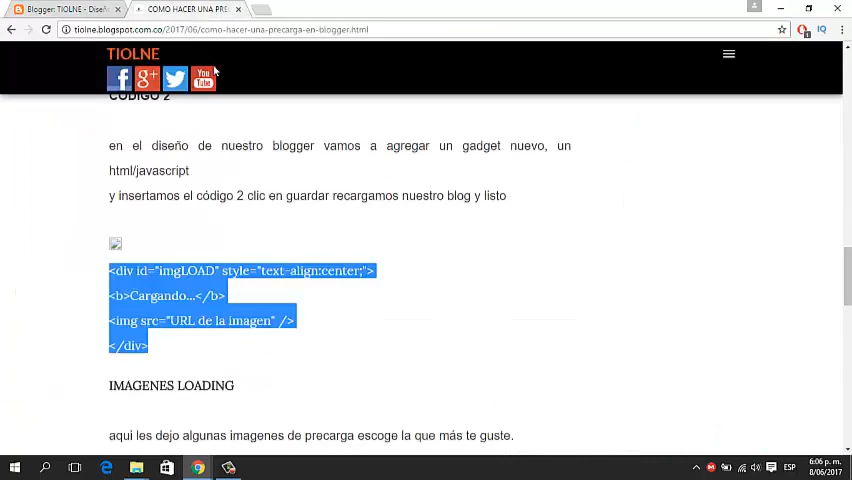 Blogger: TIOLNE - Diseñ
COMO HACER UNA PRE
tiolne.blogspot.com.co/2017/06/como-hacer-una-precarga-en-blogger.html
TIOLNE
You
Tube
CODIGO 2
en el diseño de nuestro blogger vamos a agregar un gadget nuevo, un
html/javascript
y insertamos el código 2 clic en guardar recargamos nuestro blog y listo
<div id="imgLOAD" style="text-align:center;">
<b>Cargando...</b>
<img src="URL de la imagen" />
</div>
IMAGENES LOADING
aqui les dejo algunas imagenes de precarga escoge la que más te guste.
ESP
6:06 p. m.
8/06/2017